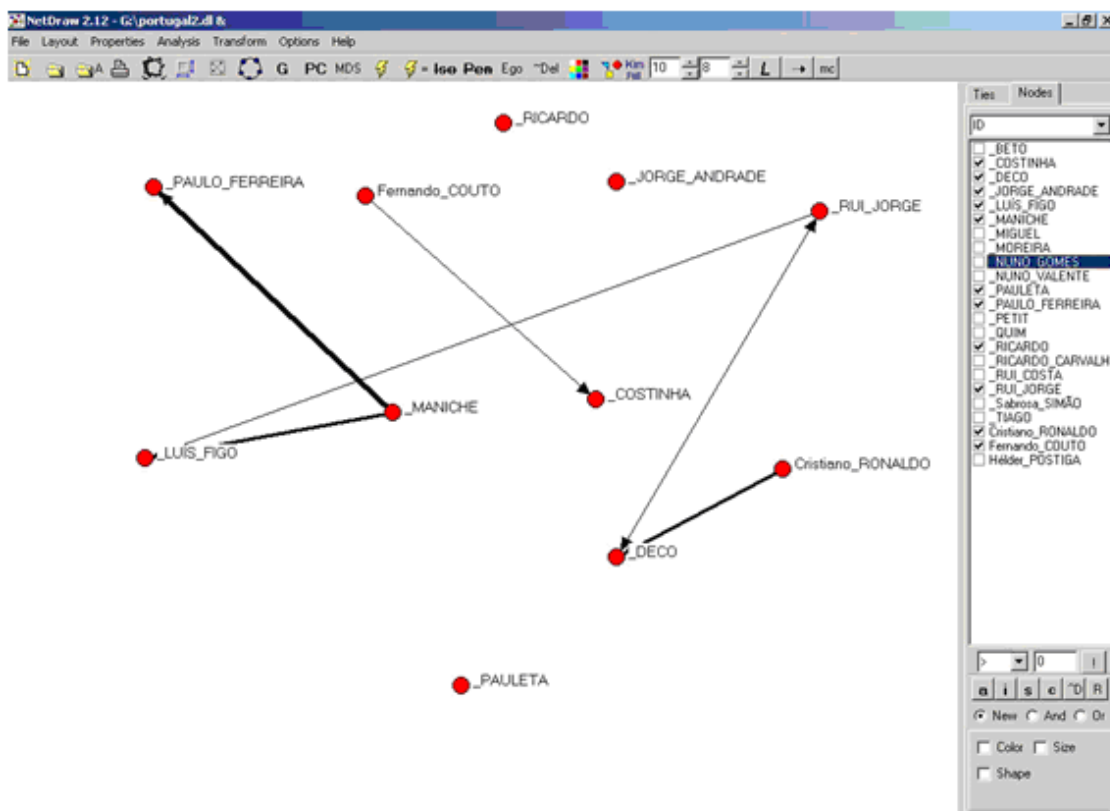 NetDraw 2.12 - G:\portugal2.dl &
File Layout Properties Analysis Transform Options Help
A G PC MDS = Iso Pen Ego ~Del 10 8 L → mc
Ties Nodes
ID
_RICARDO
_PAULO_FERREIRA
Fernando_COUTO
_JORGE_ANDRADE
_RUI_JORGE
_COSTINHA
_MANICHE
_LUÍS_FIGO
Cristiano_RONALDO
_DECO
_PAULETA
_BETO
_COSTINHA
_DECO
_JORGE_ANDRADE
_LUÍS_FIGO
_MANICHE
_MIGUEL
_MOREIRA
_NUNO_GOMES
_NUNO_VALENTE
_PAULETA
_PAULO_FERREIRA
_PETIT
_QUIM
_RICARDO
_RICARDO_CARVALH
_RUI_COSTA
_RUI_JORGE
_Sabrosa_SIMÃO
_TIAGO
Cristiano_RONALDO
Fernando_COUTO
Hélder_POSTIGA
> 0 !
a i s c ~D R
New And Or
Color Size
Shape